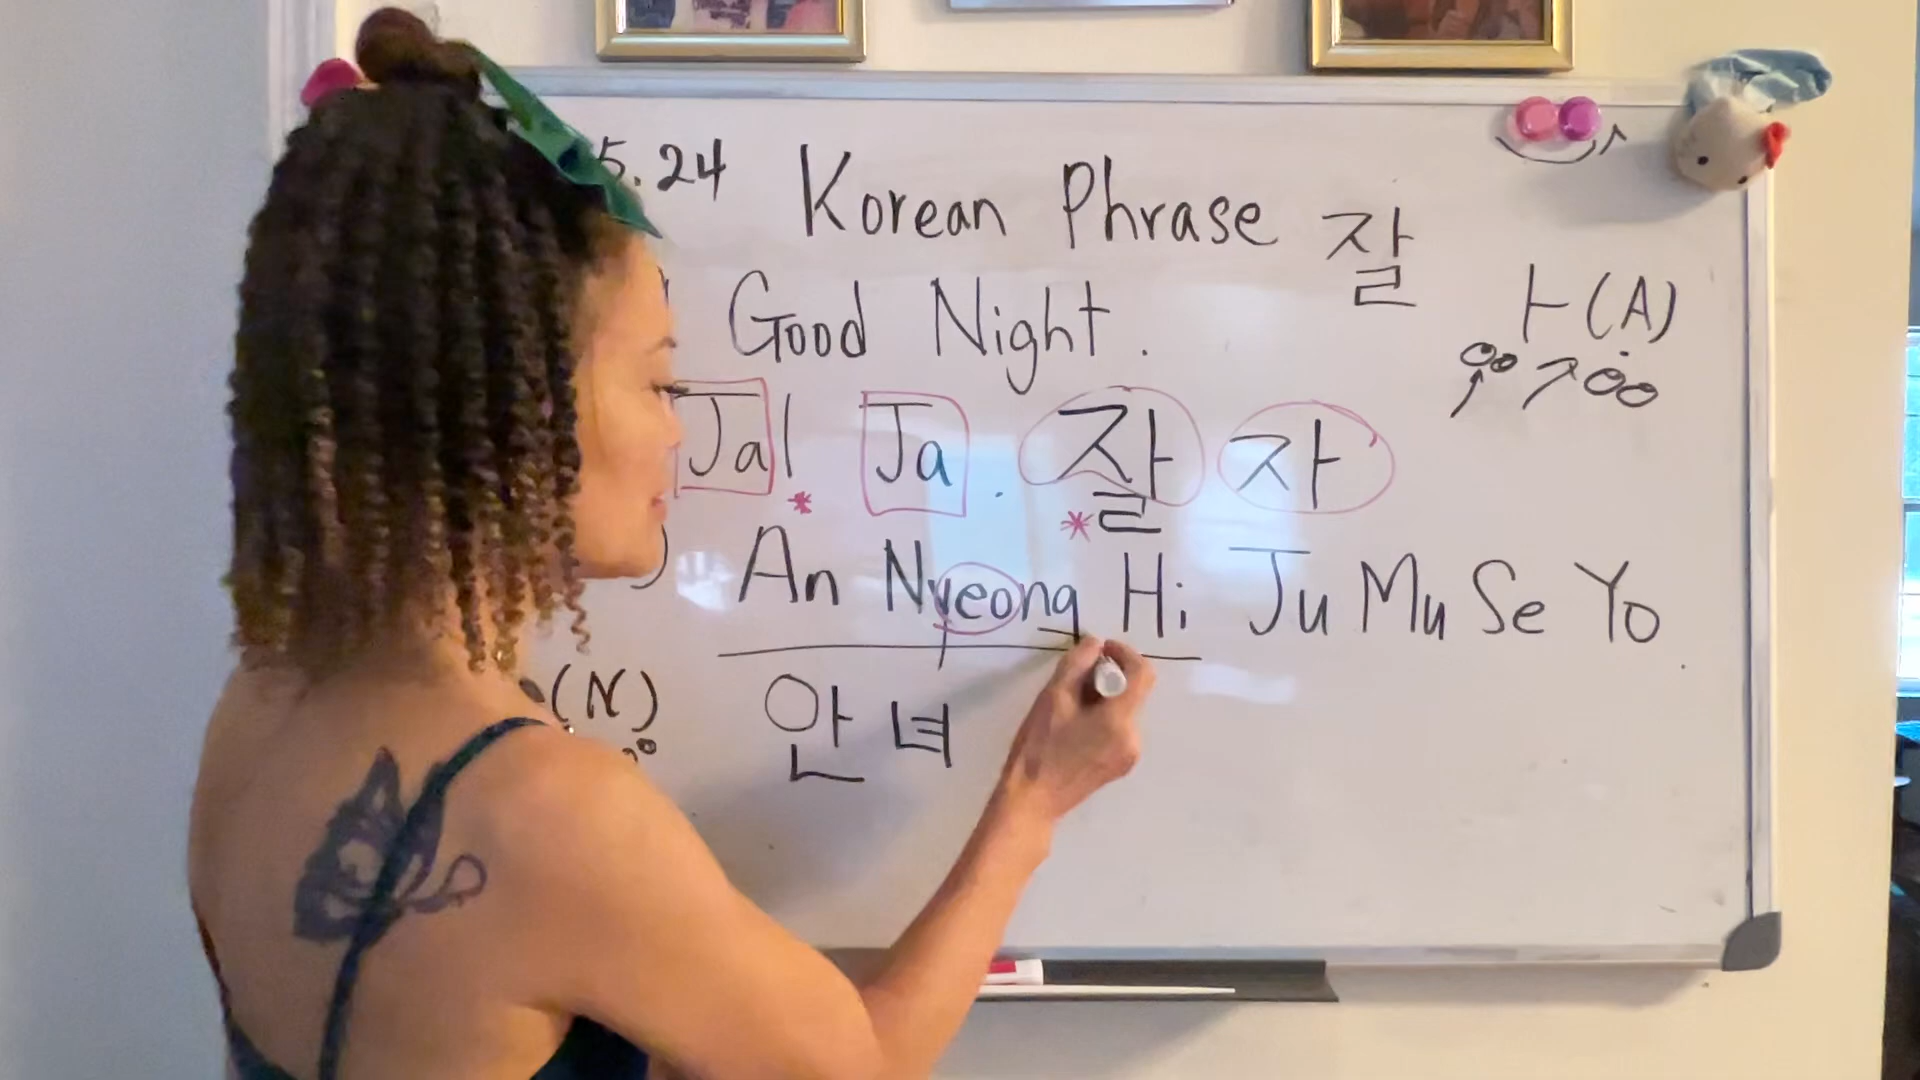 5.24 Korean Phrase 잘
Good Night.
ㅏ(A)
Jal Ja. 잘 자
* *
) An Nyeong Hi Ju Mu Se Yo.
(N) 안 녀